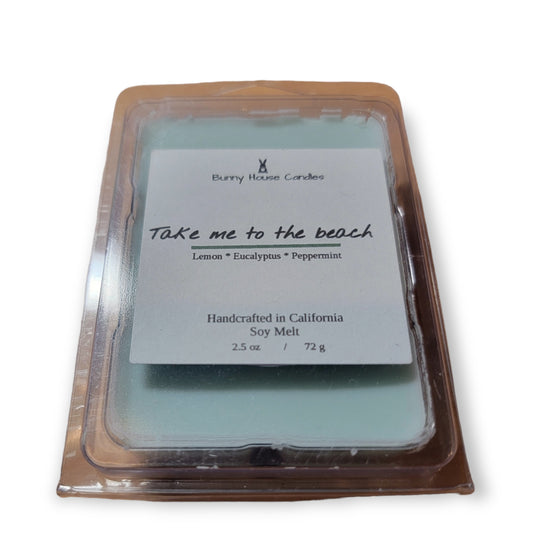 Bunny House Candles
Take me to the beach
Lemon * Eucalyptus * Peppermint
Handcrafted in California
Soy Melt
2.5 oz / 72 g